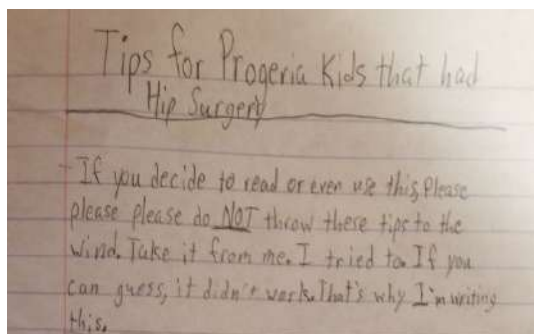 Tips for Progeria Kids that had
Hip Surgery
- If you decide to read or even use this, Please
please please do NOT throw these tips to the
wind. Take it from me. I tried to. If you
can guess, it didn't work. That's why I'm writing
this.